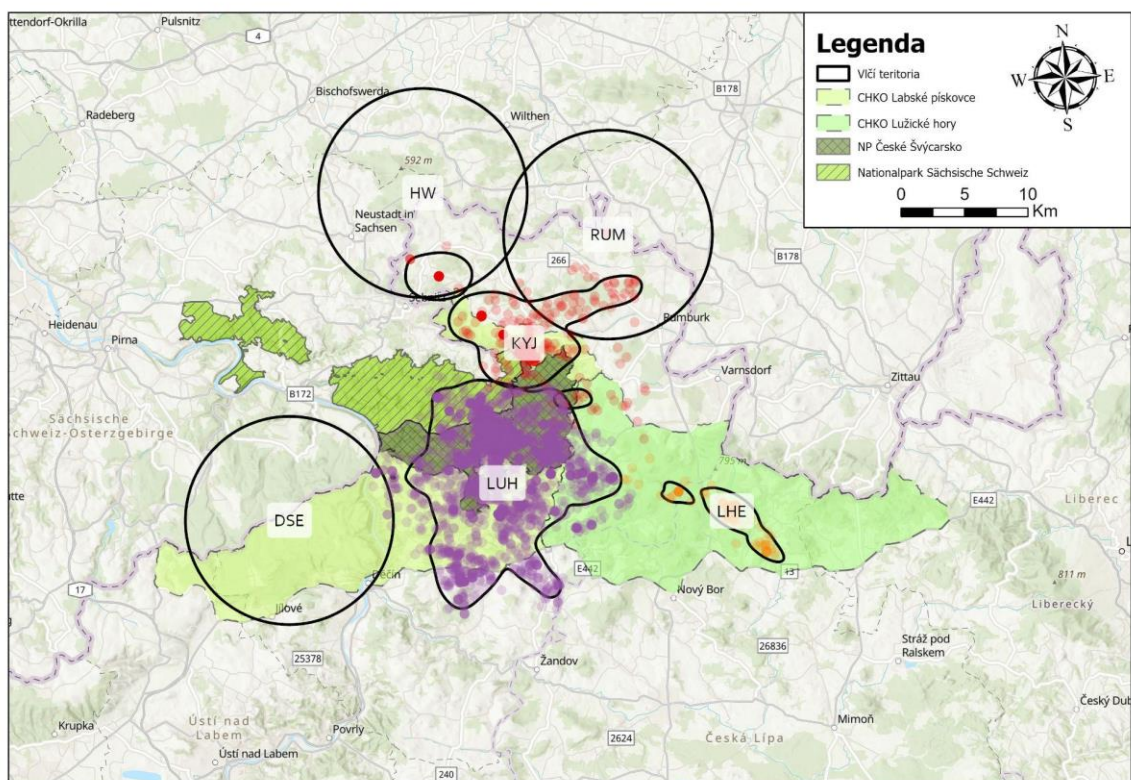 ttendorf-Okrilla
Pulsnitz
4
Bischofswerda
Radeberg
Wilthen
B178
592 m
HW
Neustadt in
Sachsen
RUM
266
B178
Legenda
Vlčí teritoria
CHKO Labské pískovce
CHKO Lužické hory
NP České Švýcarsko
Nationalpark Sächsische Schweiz
0 5 10
Km
N
W E
S
Heidenau
Pirna
KYJ
Rumburk
B172
Varnsdorf
Zittau
Sächsische
Schweiz-Osterzgebirge
795 m
LUH
DSE
LHE
E442
Liberec
Děčín
E442
13
Nový Bor
17
Jílové
811 m
Liberecký
25378
26836
Stráž pod
Ralskem
Žandov
Krupka
Ústí nad
Labem
Povrly
Ústí nad Labem
2624
Česká Lípa
Mimoň
Český Dub
240